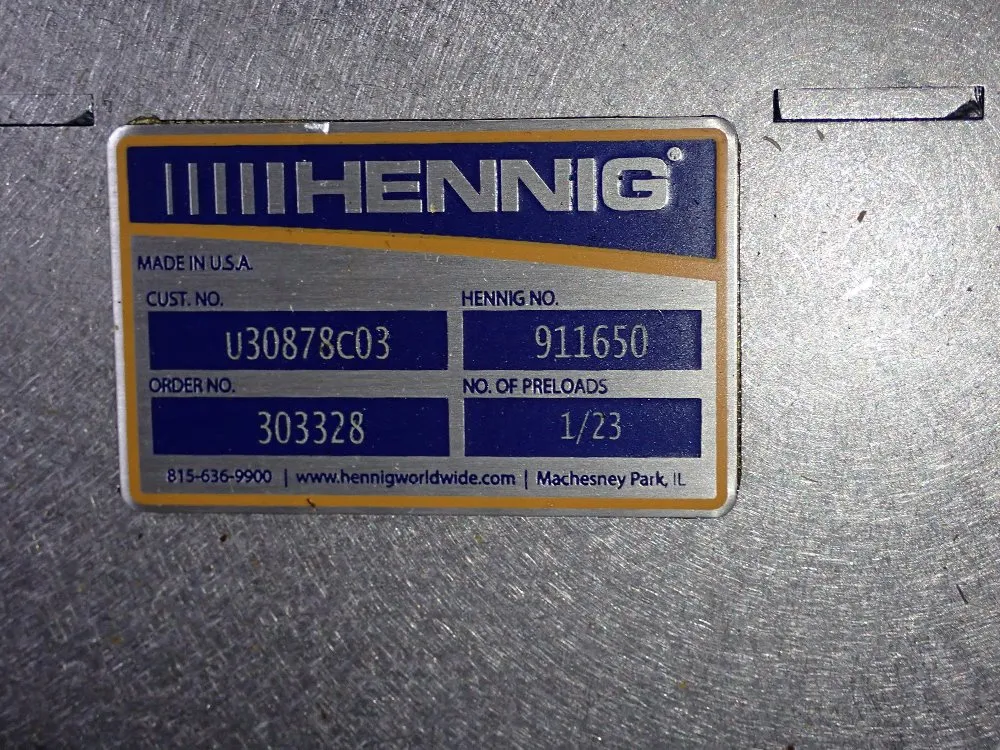 HENNIG®
MADE IN U.S.A.
CUST. NO. HENNIG NO.
U30878C03 911650
ORDER NO. NO. OF PRELOADS
303328 1/23
815-636-9900 | www.hennigworldwide.com | Machesney Park, IL